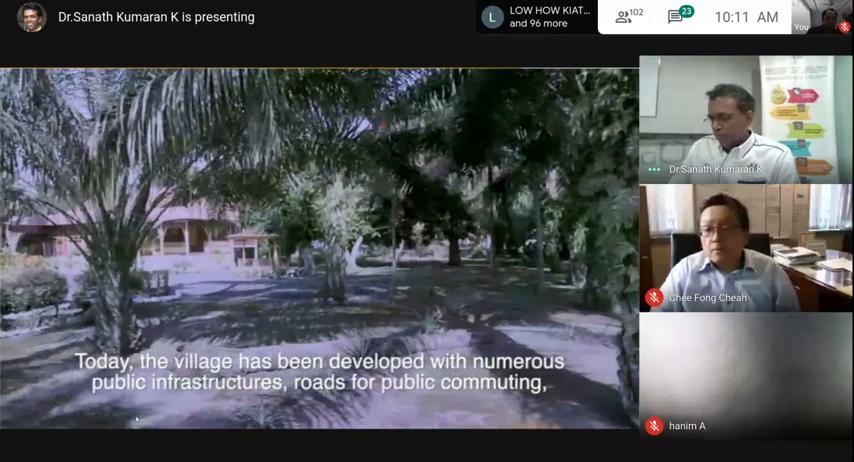 Dr.Sanath Kumaran K is presenting
L
LOW HOW KIAT...
and 96 more
102
23
10:11 AM
You
Today, the village has been developed with numerous
public infrastructures, roads for public commuting,
Dr.Sanath Kumaran K
Chee Fong Cheah
hanim A